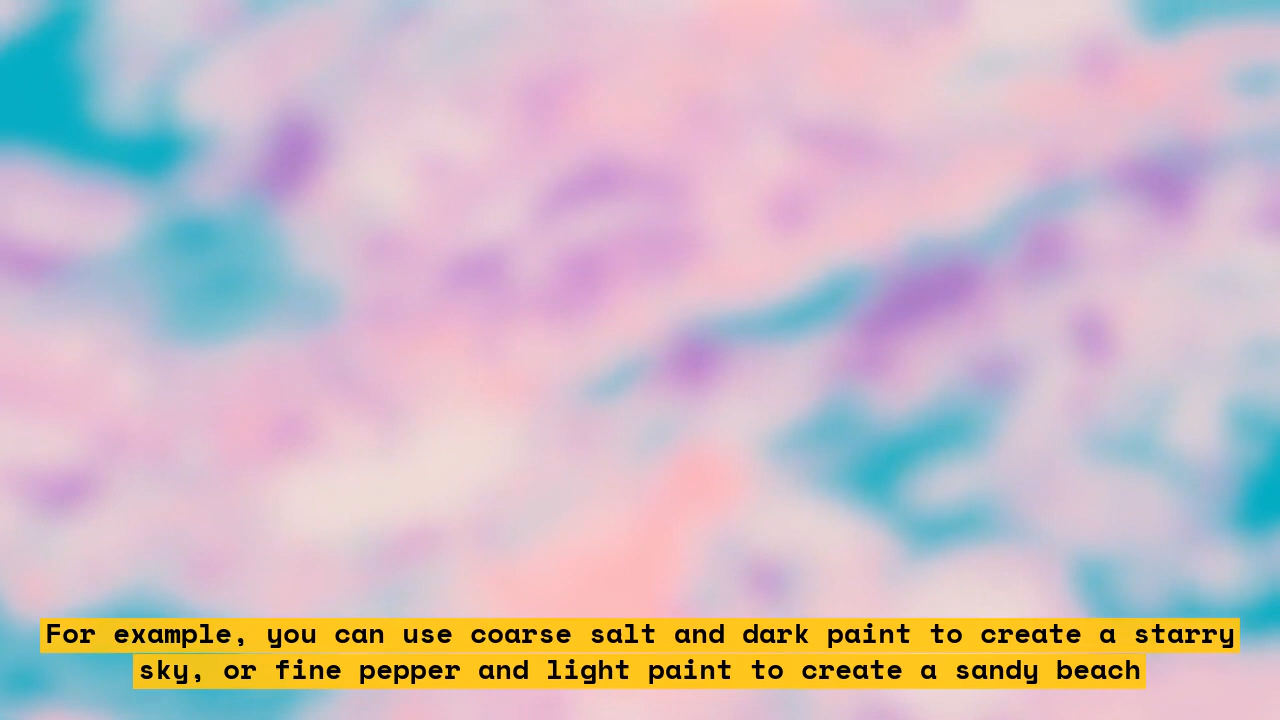 For example, you can use coarse salt and dark paint to create a starry
sky, or fine pepper and light paint to create a sandy beach